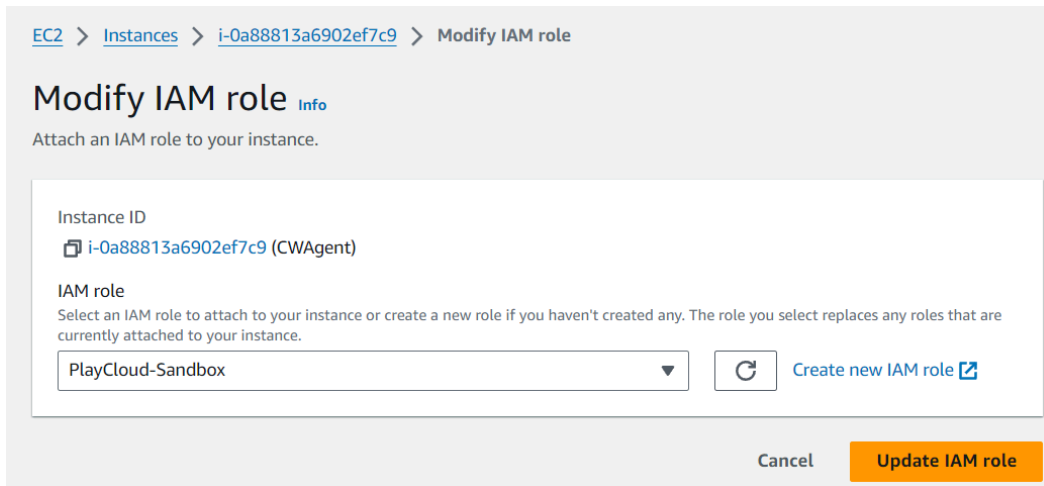 EC2 > Instances > i-0a88813a6902ef7c9 > Modify IAM role
Modify IAM role Info
Attach an IAM role to your instance.
Instance ID
i-0a88813a6902ef7c9 (CWAgent)
IAM role
Select an IAM role to attach to your instance or create a new role if you haven't created any. The role you select replaces any roles that are
currently attached to your instance.
PlayCloud-Sandbox
Create new IAM role
Cancel
Update IAM role